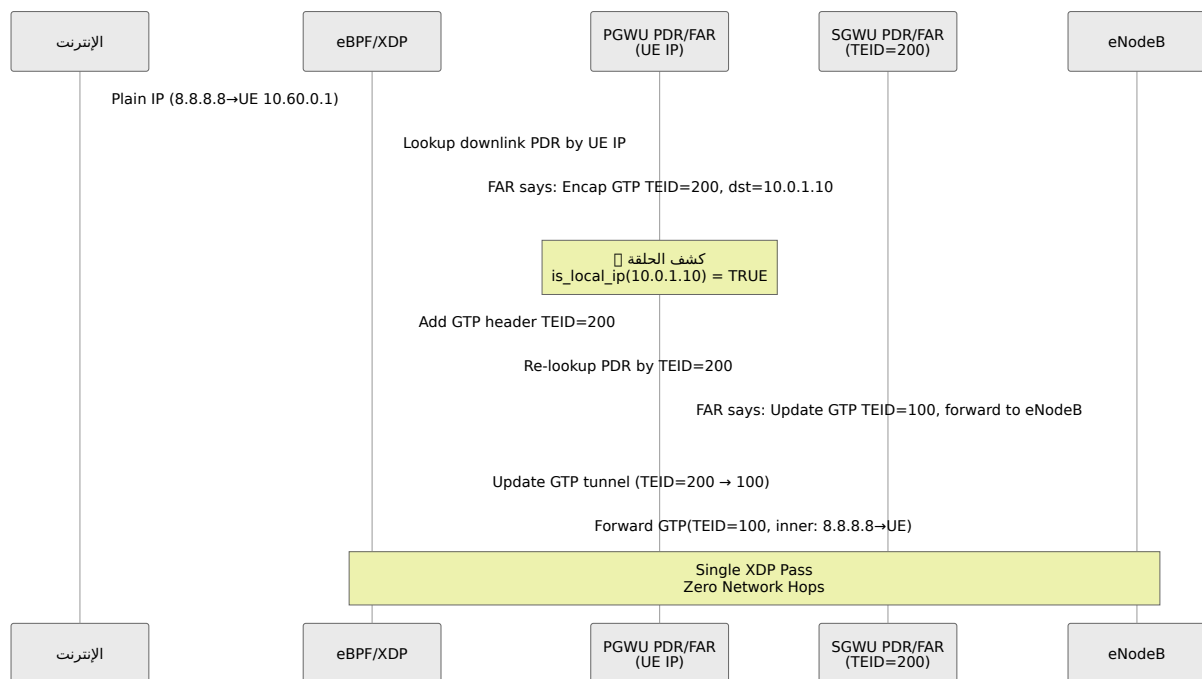 الإنترنت
eBPF/XDP
PGWU PDR/FAR
(UE IP)
SGWU PDR/FAR
(TEID=200)
eNodeB
Plain IP (8.8.8.8→UE 10.60.0.1)
Lookup downlink PDR by UE IP
FAR says: Encap GTP TEID=200, dst=10.0.1.10
كشف الحلقة
is_local_ip(10.0.1.10) = TRUE
Add GTP header TEID=200
Re-lookup PDR by TEID=200
FAR says: Update GTP TEID=100, forward to eNodeB
Update GTP tunnel (TEID=200 → 100)
Forward GTP(TEID=100, inner: 8.8.8.8→UE)
Single XDP Pass
Zero Network Hops
الإنترنت
eBPF/XDP
PGWU PDR/FAR
(UE IP)
SGWU PDR/FAR
(TEID=200)
eNodeB